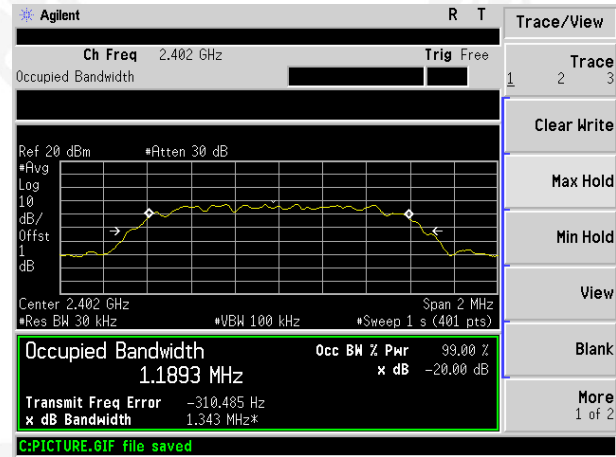 Agilent R T
Trace/View
Ch Freq 2.402 GHz Trig Free
Occupied Bandwidth
Trace
1 2 3
Clear Write
Max Hold
Min Hold
View
Blank
More
1 of 2
Ref 20 dBm #Atten 30 dB
#Avg
Log
10
dB/
Offst
1
dB
Center 2.402 GHz Span 2 MHz
#Res BW 30 kHz #VBW 100 kHz #Sweep 1 s (401 pts)
Occupied Bandwidth Occ BW % Pwr 99.00 %
1.1893 MHz x dB -20.00 dB
Transmit Freq Error -310.485 Hz
x dB Bandwidth 1.343 MHz*
C:PICTURE.GIF file saved